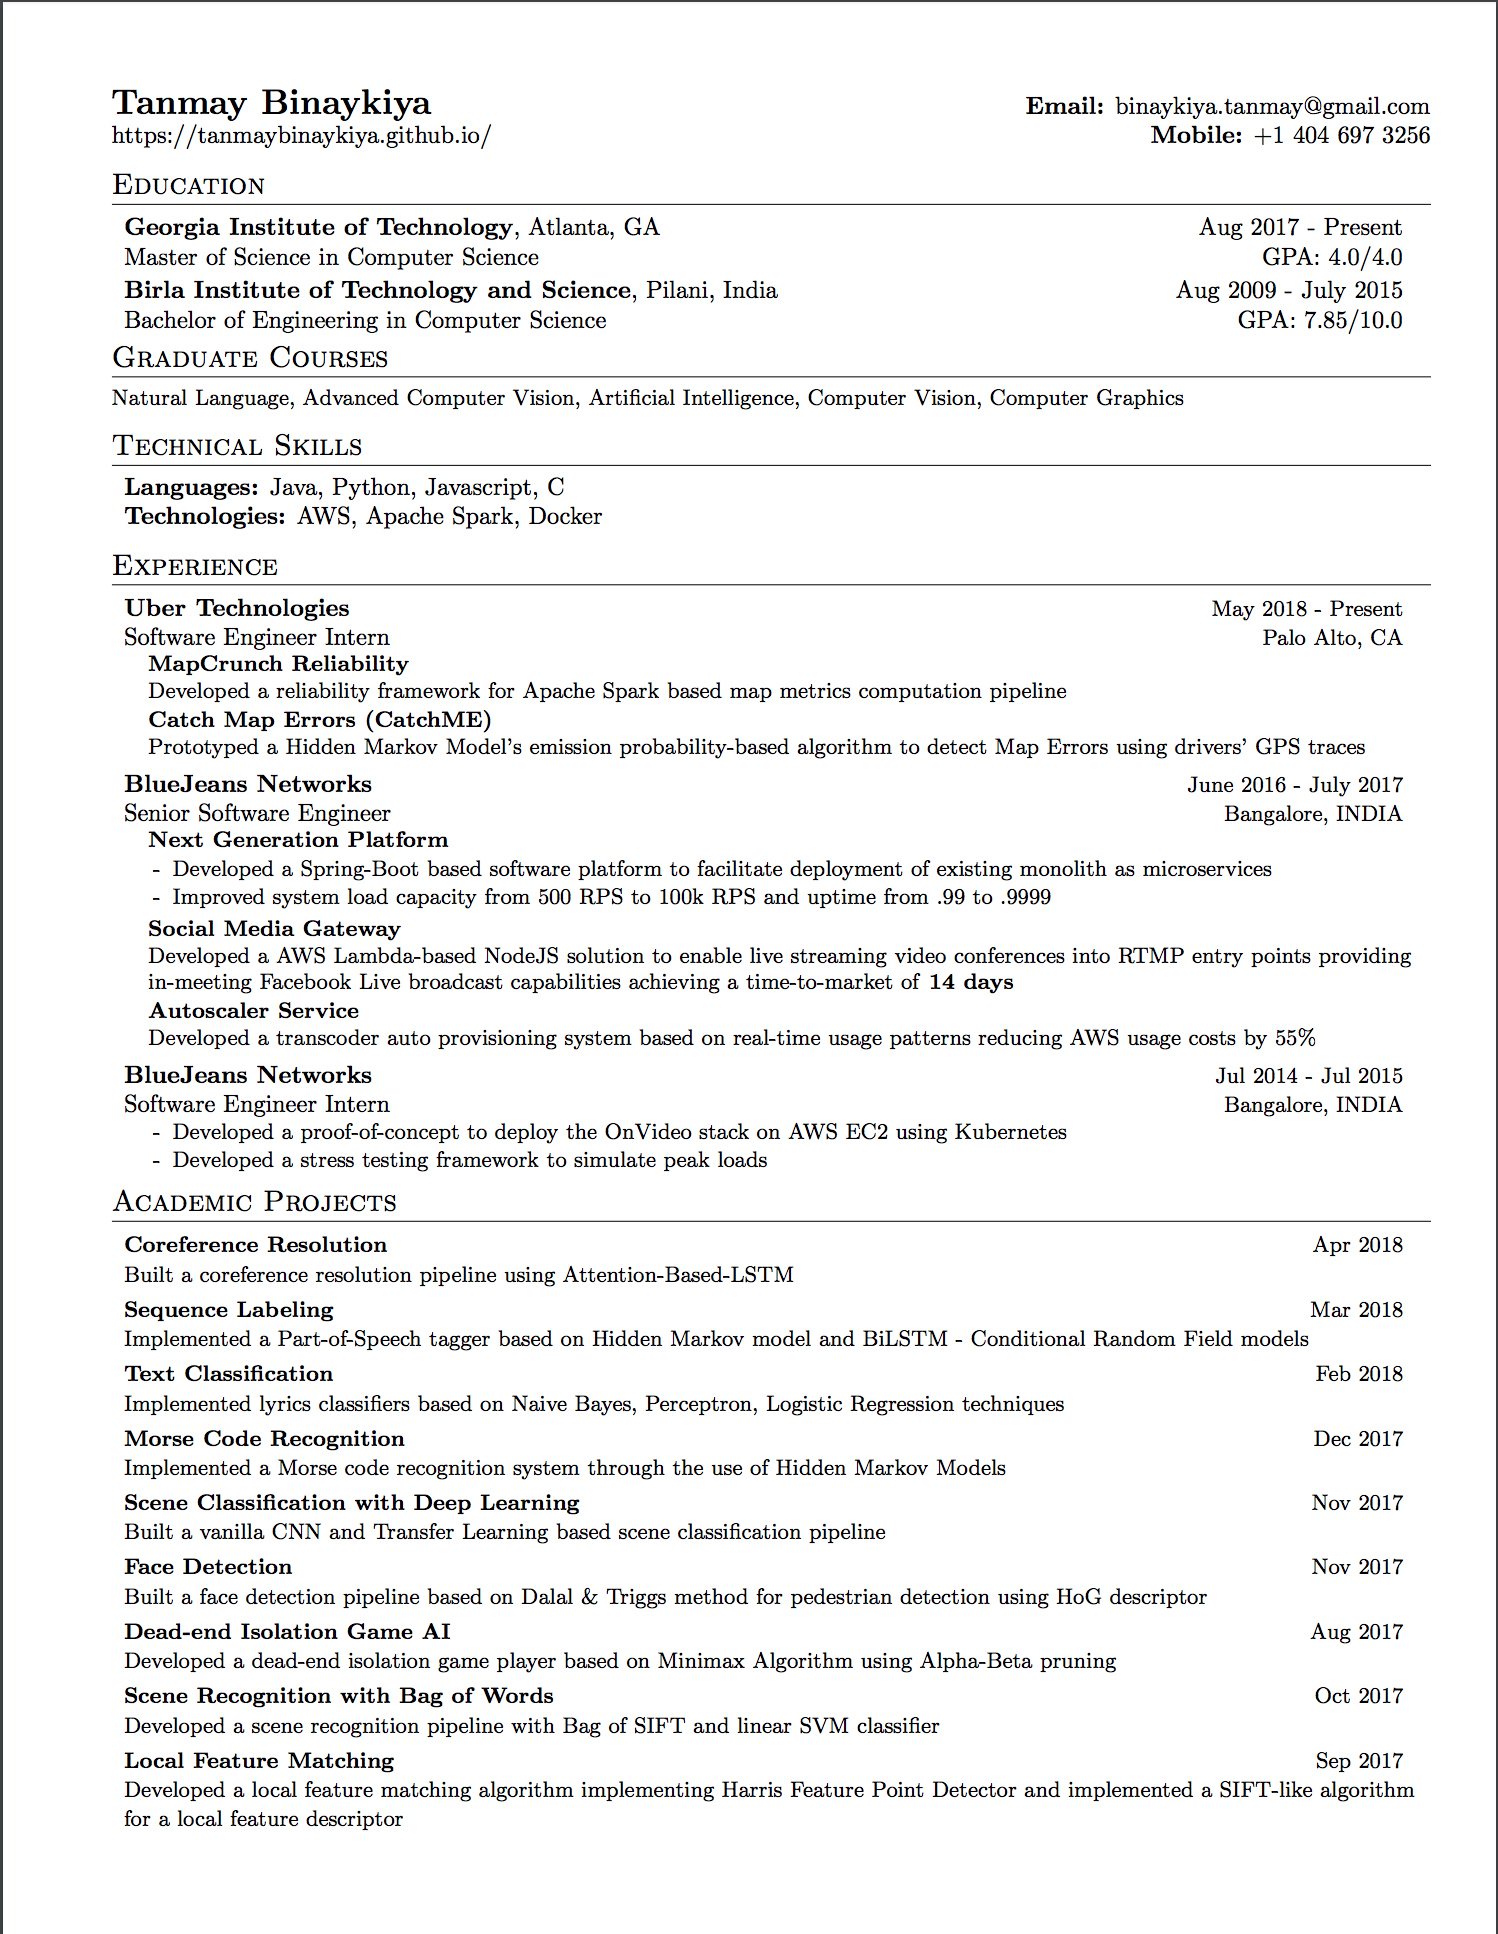 Tanmay Binaykiya
Email: binaykiya.tanmay@gmail.com
https://tanmaybinaykiya.github.io/
Mobile: +1 404 697 3256
Education
Georgia Institute of Technology, Atlanta, GA
Aug 2017 - Present
Master of Science in Computer Science
GPA: 4.0/4.0
Birla Institute of Technology and Science, Pilani, India
Aug 2009 - July 2015
Bachelor of Engineering in Computer Science
GPA: 7.85/10.0
Graduate Courses
Natural Language, Advanced Computer Vision, Artificial Intelligence, Computer Vision, Computer Graphics
Technical Skills
Languages: Java, Python, Javascript, C
Technologies: AWS, Apache Spark, Docker
Experience
Uber Technologies
May 2018 - Present
Software Engineer Intern
Palo Alto, CA
MapCrunch Reliability
Developed a reliability framework for Apache Spark based map metrics computation pipeline
Catch Map Errors (CatchME)
Prototyped a Hidden Markov Model's emission probability-based algorithm to detect Map Errors using drivers' GPS traces
BlueJeans Networks
June 2016 - July 2017
Senior Software Engineer
Bangalore, INDIA
Next Generation Platform
- Developed a Spring-Boot based software platform to facilitate deployment of existing monolith as microservices
- Improved system load capacity from 500 RPS to 100k RPS and uptime from .99 to .9999
Social Media Gateway
Developed a AWS Lambda-based NodeJS solution to enable live streaming video conferences into RTMP entry points providing
in-meeting Facebook Live broadcast capabilities achieving a time-to-market of 14 days
Autoscaler Service
Developed a transcoder auto provisioning system based on real-time usage patterns reducing AWS usage costs by 55%
BlueJeans Networks
Jul 2014 - Jul 2015
Software Engineer Intern
Bangalore, INDIA
- Developed a proof-of-concept to deploy the OnVideo stack on AWS EC2 using Kubernetes
- Developed a stress testing framework to simulate peak loads
Academic Projects
Coreference Resolution
Apr 2018
Built a coreference resolution pipeline using Attention-Based-LSTM
Sequence Labeling
Mar 2018
Implemented a Part-of-Speech tagger based on Hidden Markov model and BiLSTM - Conditional Random Field models
Text Classification
Feb 2018
Implemented lyrics classifiers based on Naive Bayes, Perceptron, Logistic Regression techniques
Morse Code Recognition
Dec 2017
Implemented a Morse code recognition system through the use of Hidden Markov Models
Scene Classification with Deep Learning
Nov 2017
Built a vanilla CNN and Transfer Learning based scene classification pipeline
Face Detection
Nov 2017
Built a face detection pipeline based on Dalal & Triggs method for pedestrian detection using HoG descriptor
Dead-end Isolation Game AI
Aug 2017
Developed a dead-end isolation game player based on Minimax Algorithm using Alpha-Beta pruning
Scene Recognition with Bag of Words
Oct 2017
Developed a scene recognition pipeline with Bag of SIFT and linear SVM classifier
Local Feature Matching
Sep 2017
Developed a local feature matching algorithm implementing Harris Feature Point Detector and implemented a SIFT-like algorithm
for a local feature descriptor